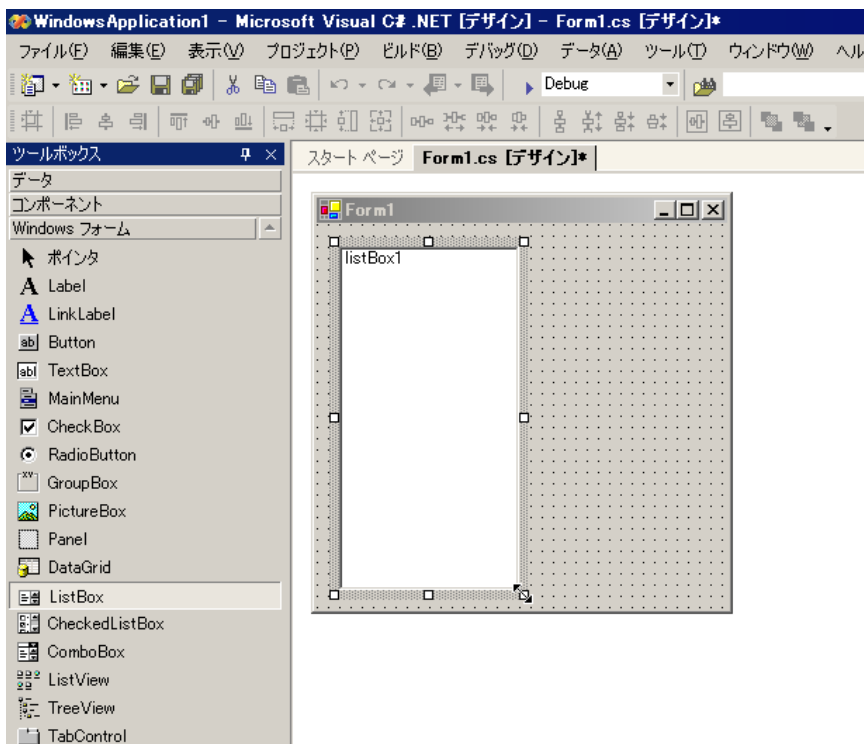 WindowsApplication1 - Microsoft Visual C# .NET [デザイン] - Form1.cs [デザイン]*
ファイル(F) 編集(E) 表示(V) プロジェクト(P) ビルド(B) デバッグ(D) データ(A) ツール(T) ウィンドウ(W) ヘル
Debug
ツールボックス
スタート ページ Form1.cs [デザイン]*
データ
コンポーネント
Windows フォーム
ポインタ
Label
LinkLabel
Button
TextBox
MainMenu
CheckBox
RadioButton
GroupBox
PictureBox
Panel
DataGrid
ListBox
CheckedListBox
ComboBox
ListView
TreeView
TabControl
Form1
listBox1